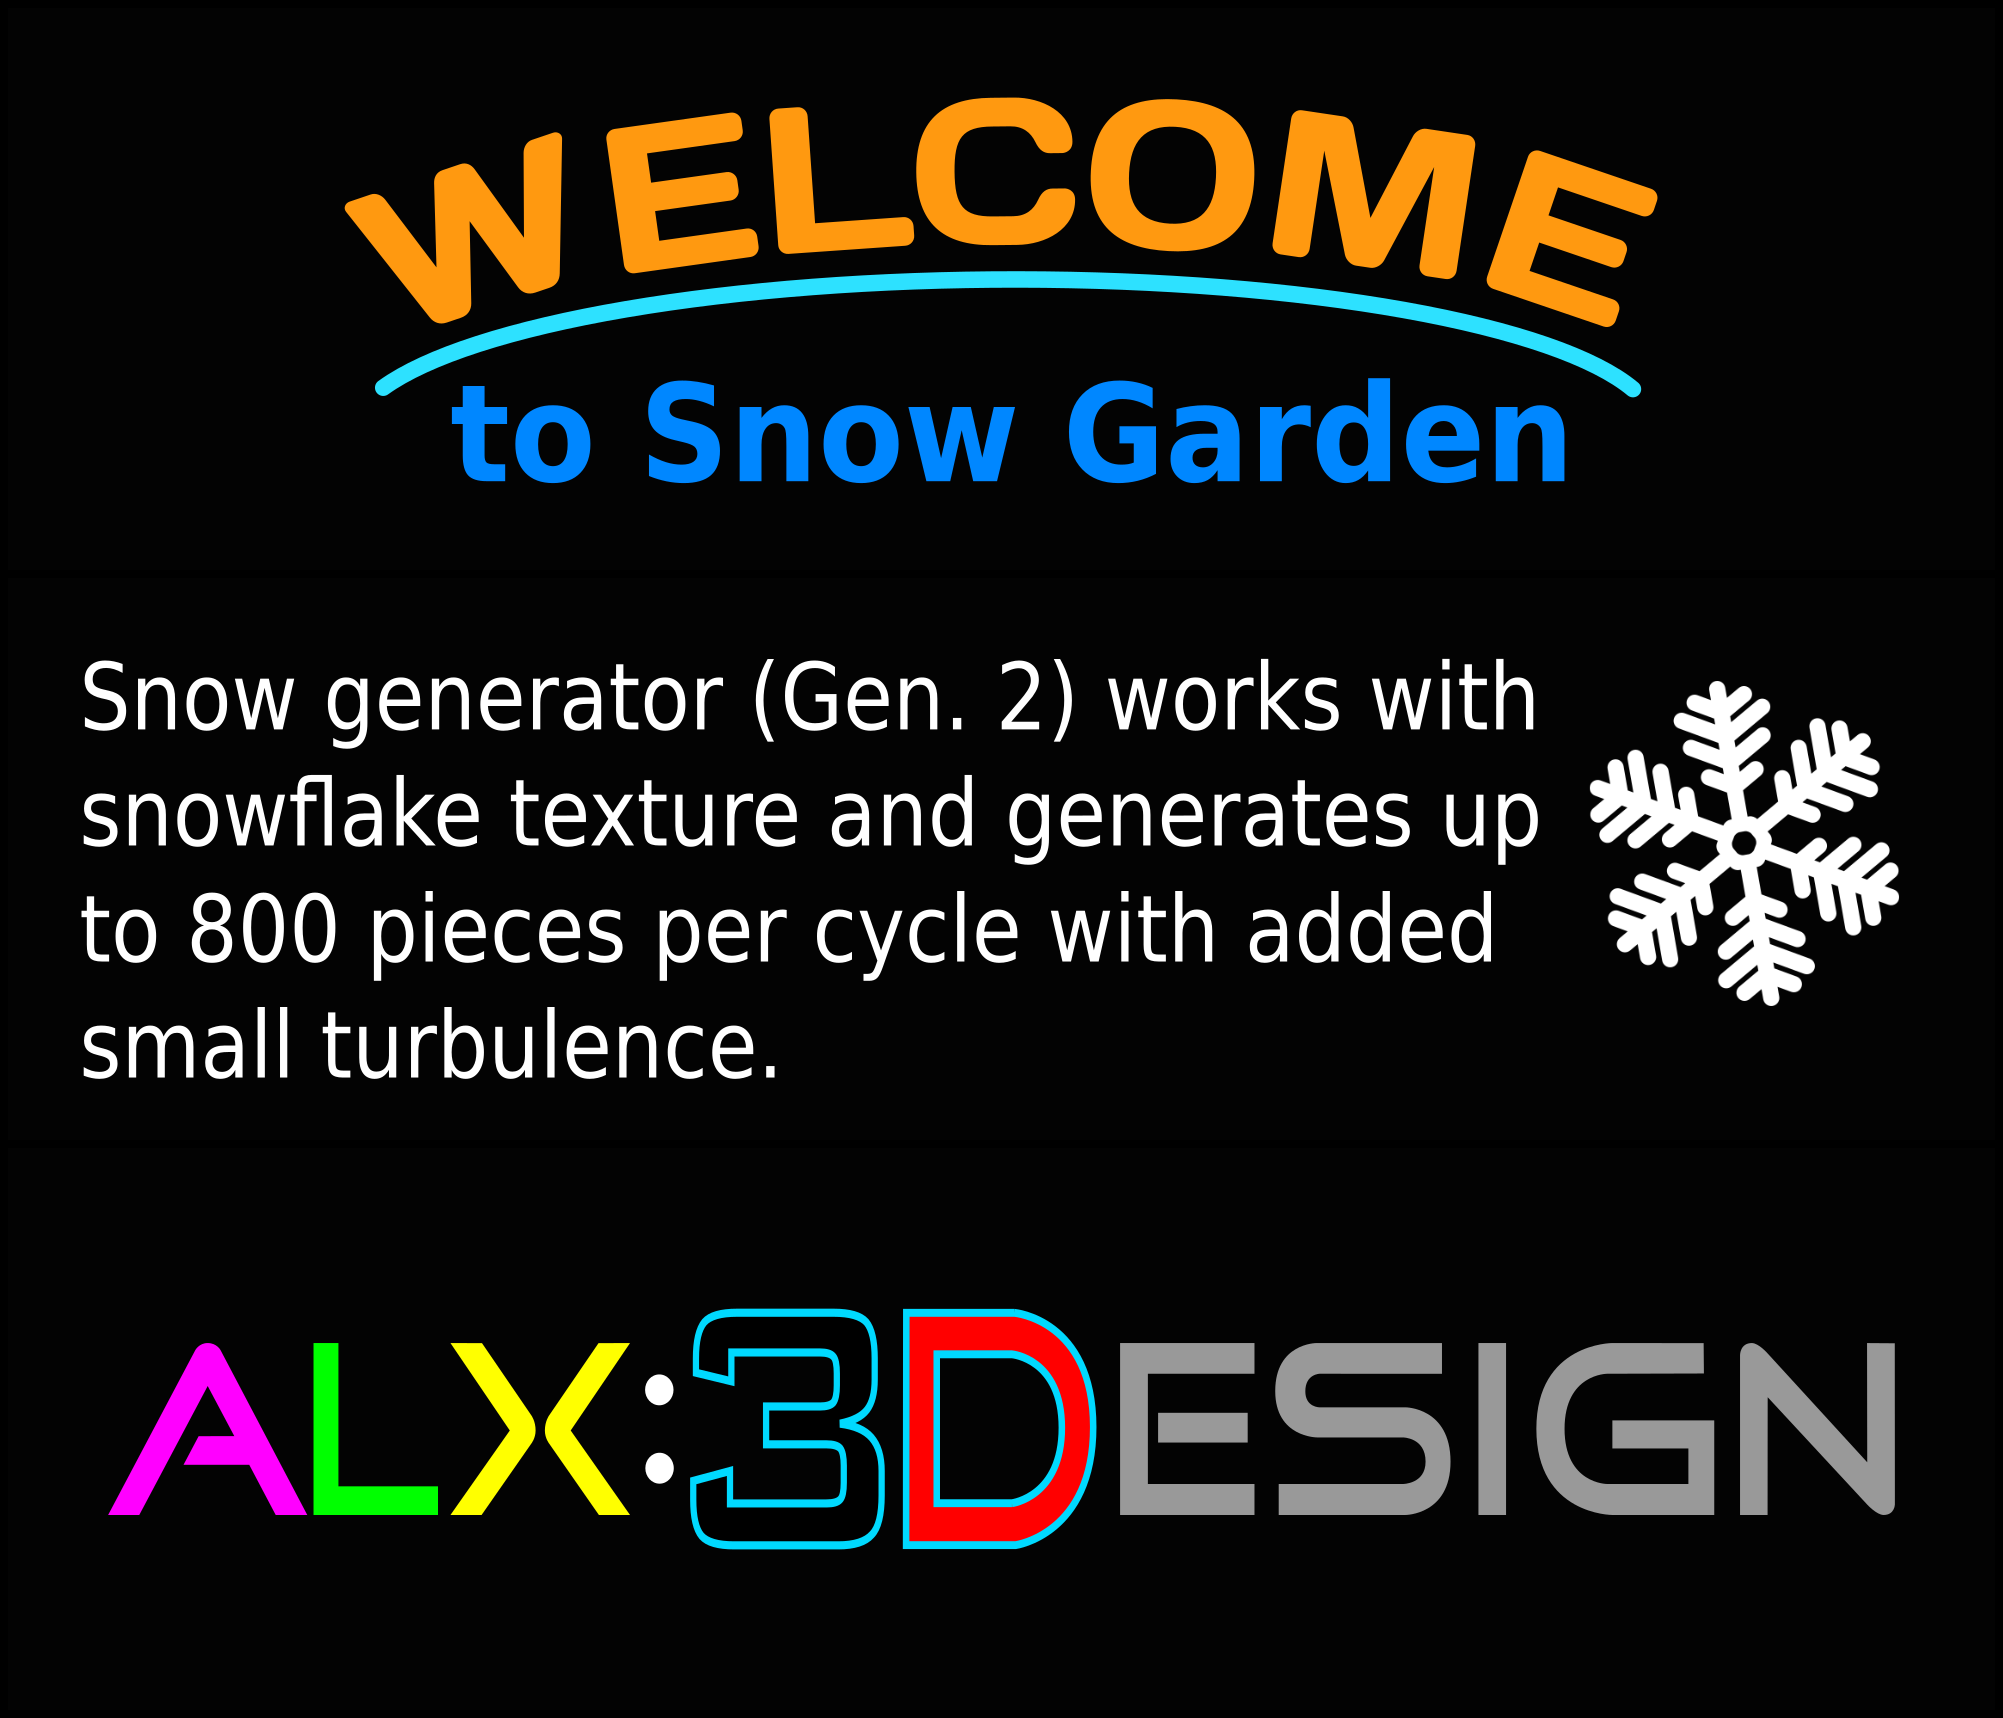 WELCOME
to Snow Garden
Snow generator (Gen. 2) works with
snowflake texture and generates up
to 800 pieces per cycle with added
small turbulence.
ALX:3DESIGN